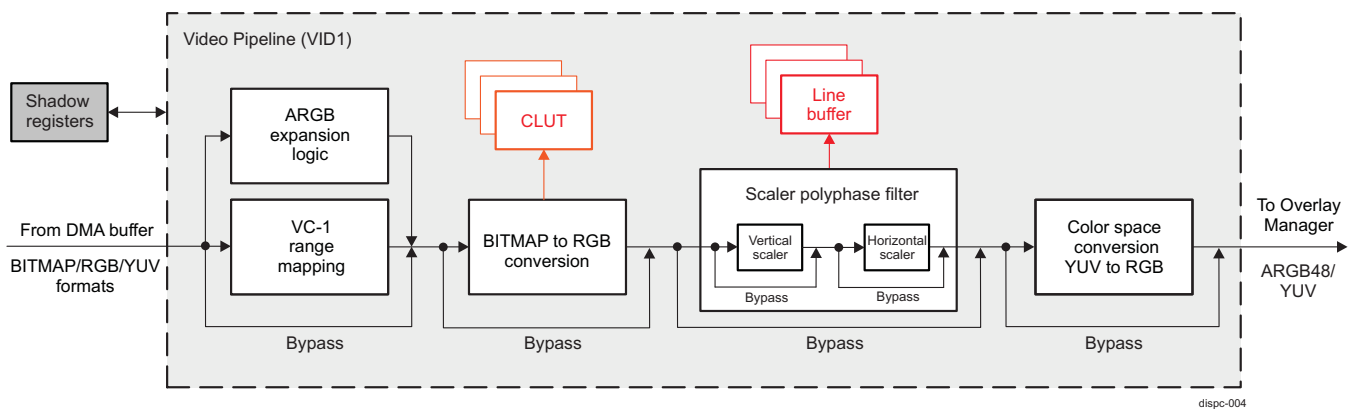 Video Pipeline (VID1)
Shadow
registers
ARGB
expansion
logic
CLUT
Line
buffer
From DMA buffer
BITMAP/RGB/YUV
formats
VC-1
range
mapping
BITMAP to RGB
conversion
Scaler polyphase filter
Vertical
scaler
Horizontal
scaler
Bypass
Bypass
Color space
conversion
YUV to RGB
To Overlay
Manager
ARGB48/
YUV
Bypass
Bypass
Bypass
Bypass
dispc-004